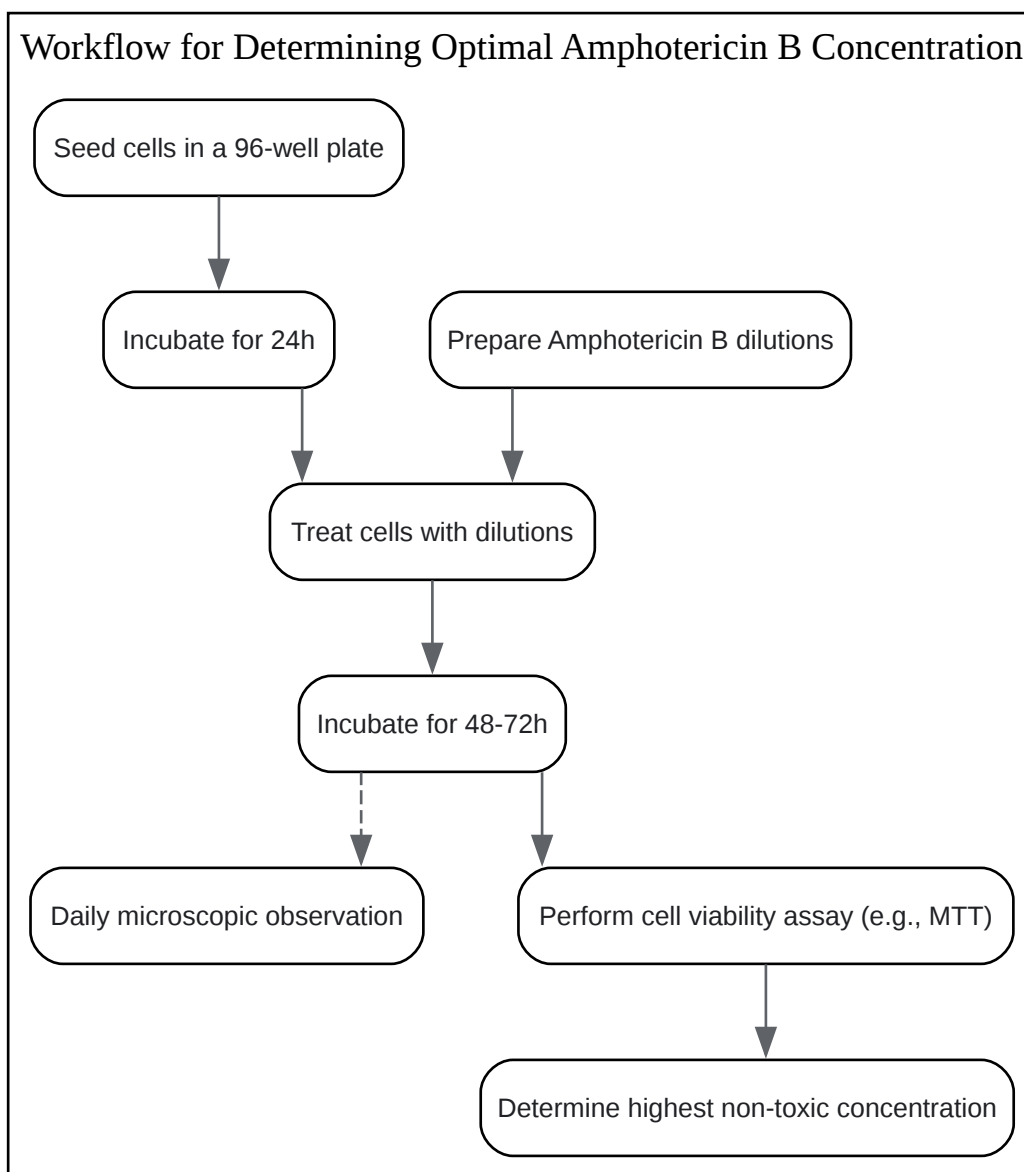 Workflow for Determining Optimal Amphotericin B Concentration
Seed cells in a 96-well plate
Incubate for 24h
Prepare Amphotericin B dilutions
Treat cells with dilutions
Incubate for 48-72h
Daily microscopic observation
Perform cell viability assay (e.g., MTT)
Determine highest non-toxic concentration